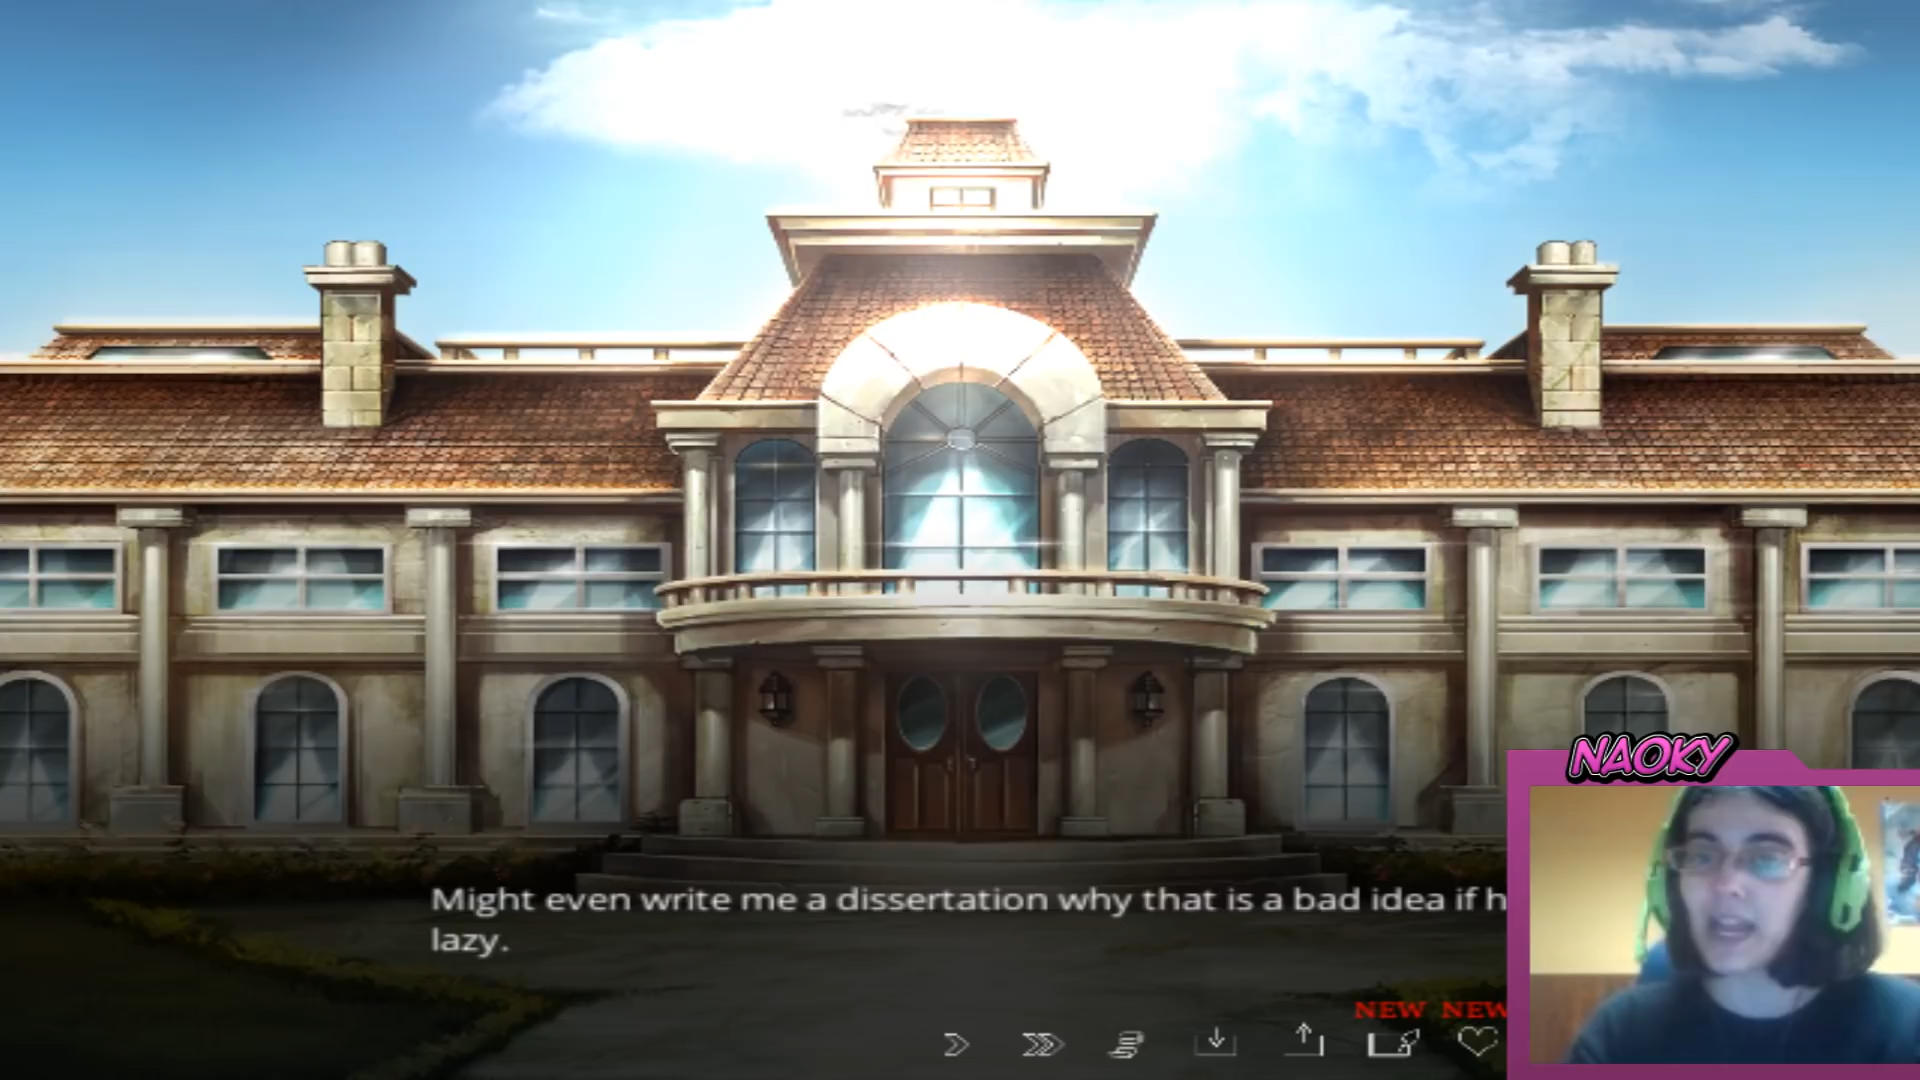 NAOKY
Might even write me a dissertation why that is a bad idea if
lazy.
NEW NEW